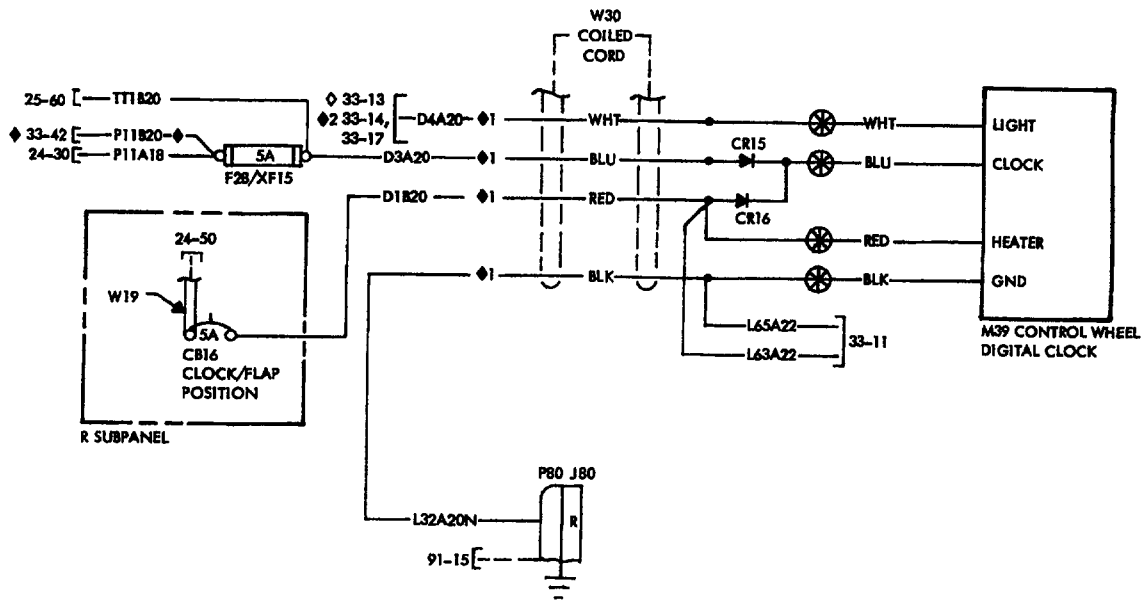 W30
COILED
CORD
25-60 TT1B20
◇ 33-13
◆2 33-14, D4A20 ◆1 WHT WHT LIGHT
33-17
◆ 33-42 P11B20 ◆
24-30 P11A18 5A D3A20 ◆1 BLU CR15 BLU CLOCK
F28/XF15
D1B20 ◆1 RED CR16
24-50
RED HEATER
W19
◆1 BLK BLK GND
5A
CB16
CLOCK/FLAP
POSITION
R SUBPANEL
L65A22
33-11
L63A22
M39 CONTROL WHEEL
DIGITAL CLOCK
P80 J80
L32A20N R
91-15